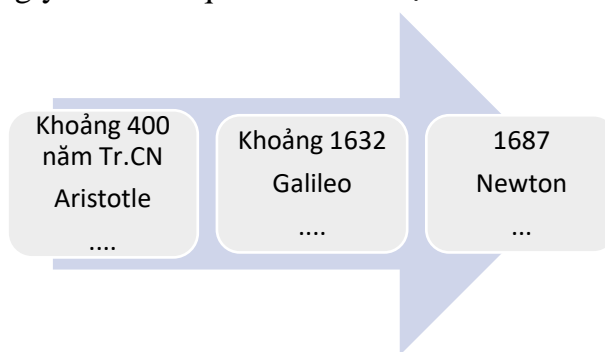 Khoảng 400
năm Tr.CN
Aristotle
....
Khoảng 1632
Galileo
....
1687
Newton
...